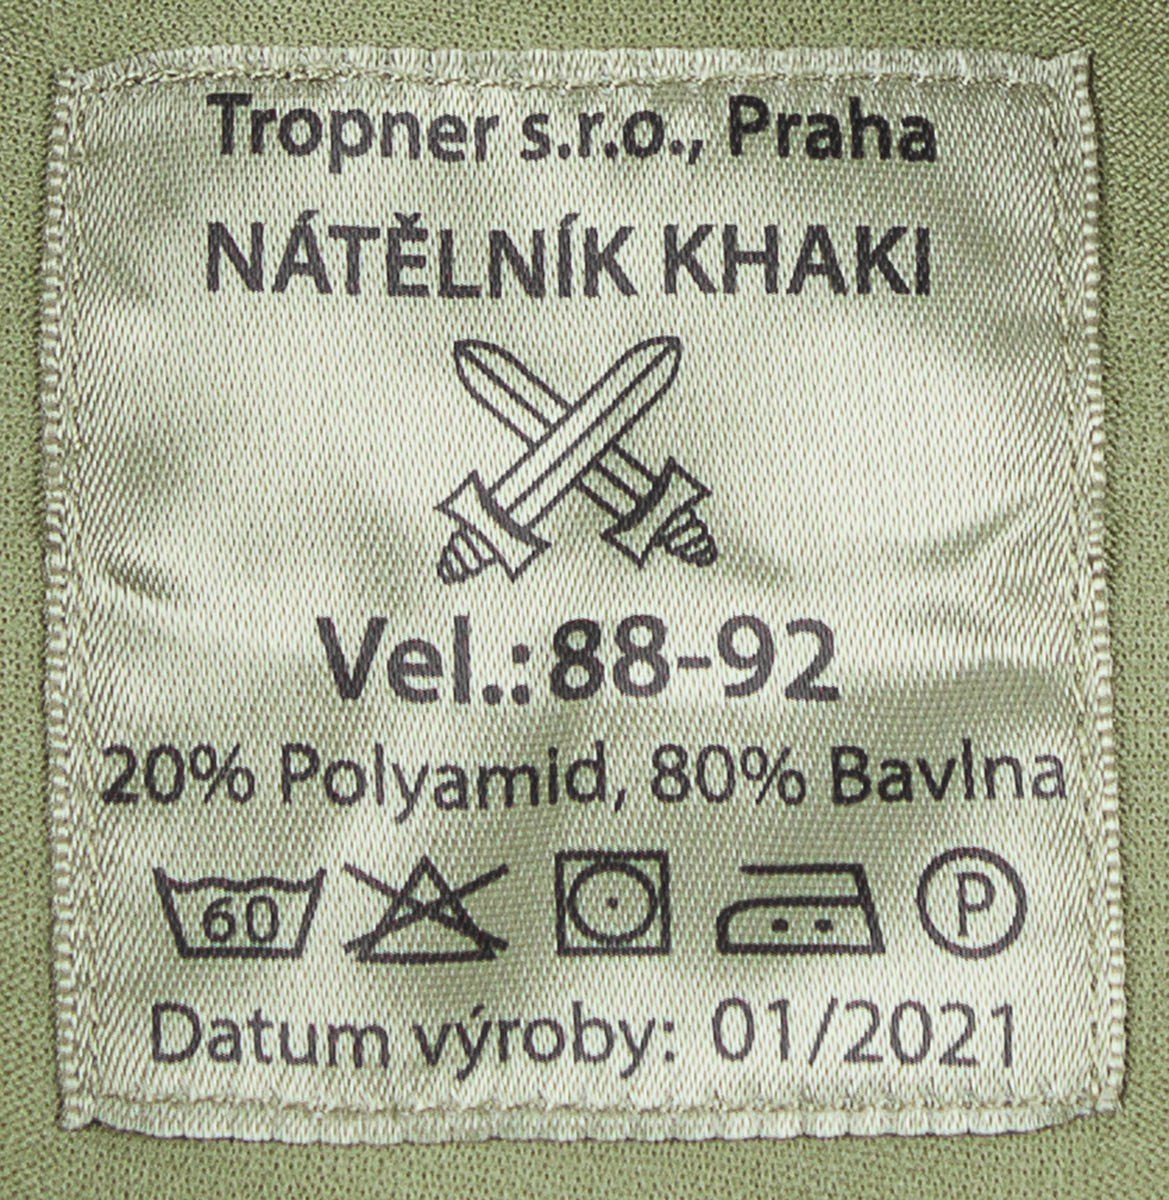 Tropner s.r.o., Praha
NÁTĚLNÍK KHAKI
Vel.:88-92
20% Polyamid, 80% Bavlna
60 P
Datum výroby: 01/2021